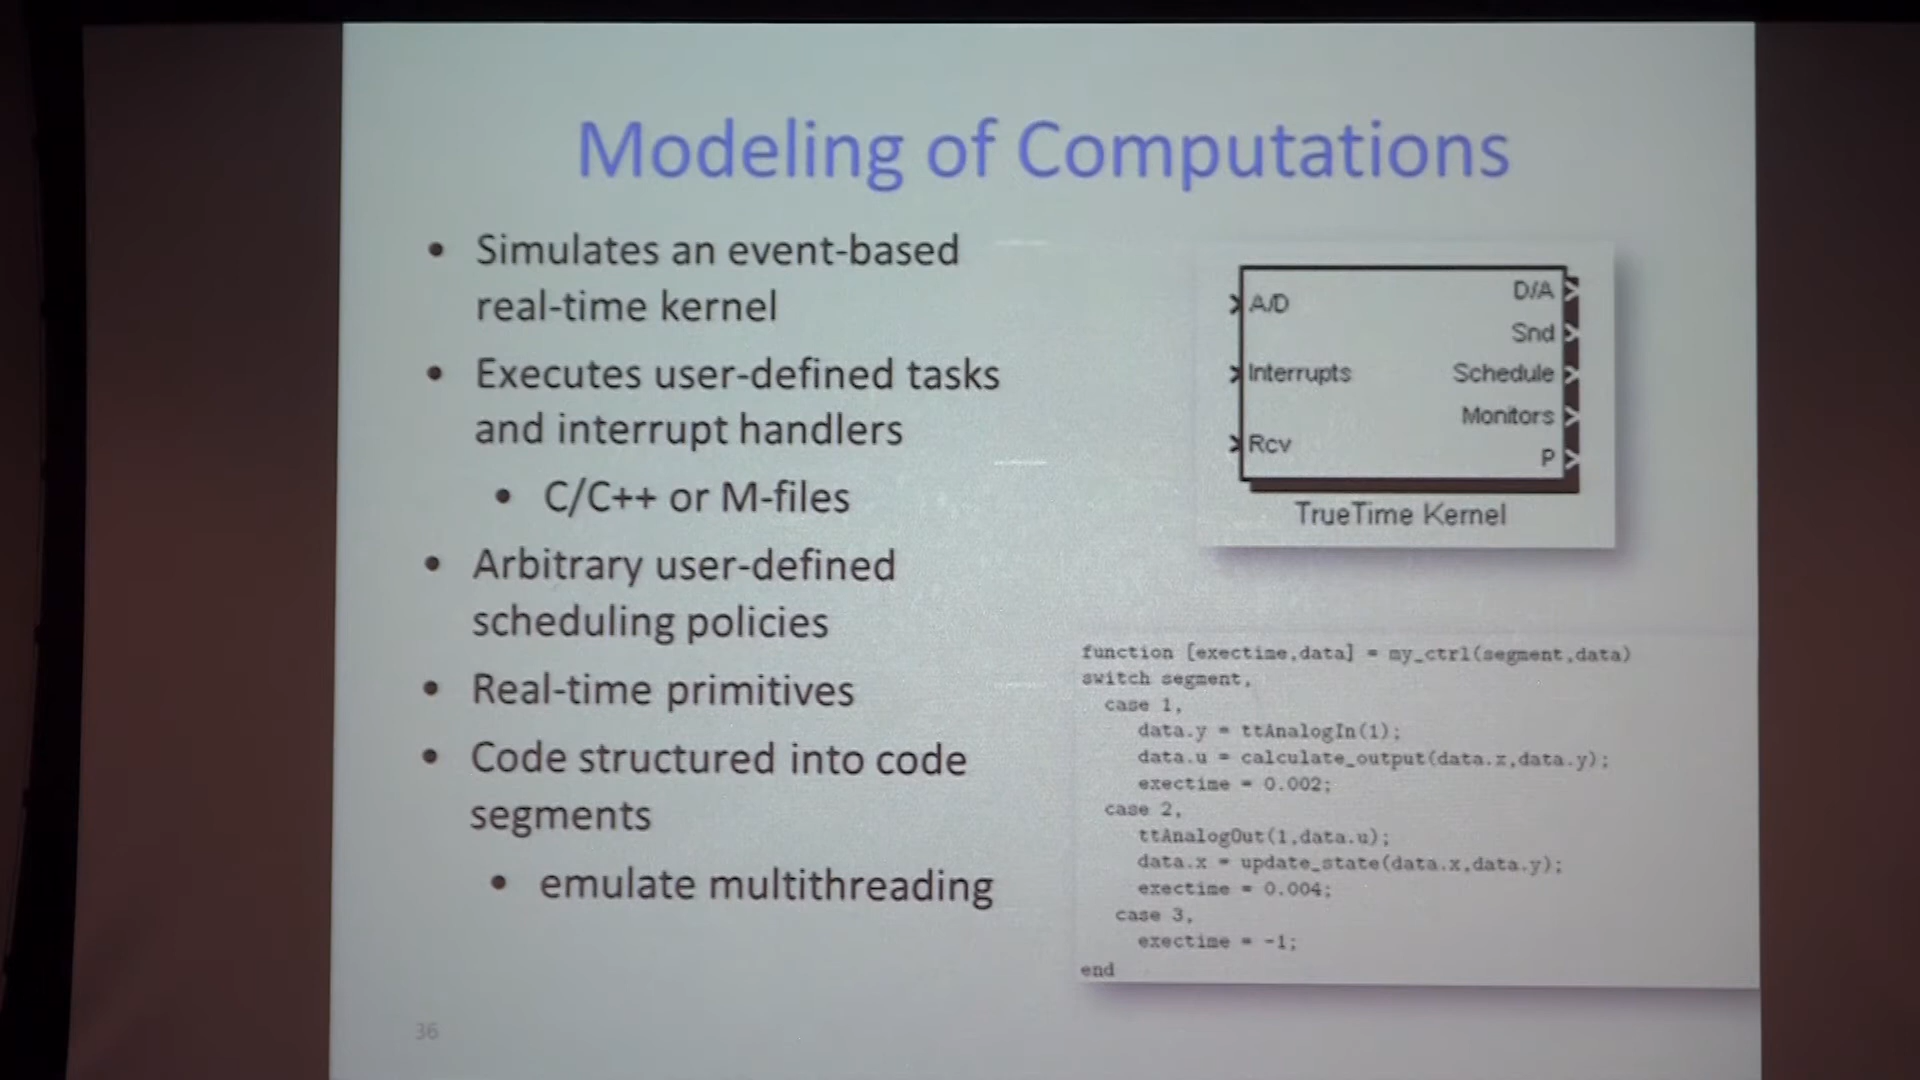 Modeling of Computations
• Simulates an event-based
real-time kernel
• Executes user-defined tasks
and interrupt handlers
• C/C++ or M-files
• Arbitrary user-defined
scheduling policies
• Real-time primitives
• Code structured into code
segments
• emulate multithreading
A/D
Interrupts
Rcv
D/A
Snd
Schedule
Monitors
P
TrueTime Kernel
function [exectime,data] = my_ctrl(segment,data)
switch segment,
case 1,
data.y = ttAnalogIn(1);
data.u = calculate_output(data.x,data.y);
exectime = 0.002;
case 2,
ttAnalogOut(1,data.u);
data.x = update_state(data.x,data.y);
exectime = 0.004;
case 3,
exectime = -1;
end
36